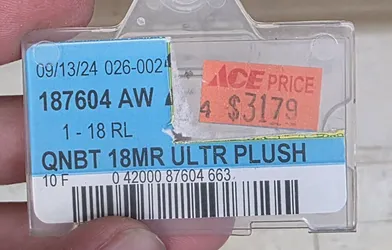 09/13/24 026-002
ACE PRICE
187604 AW
4 $3179
1 - 18 RL
QNBT 18MR ULTR PLUSH
10 F 0 42000 87604 663